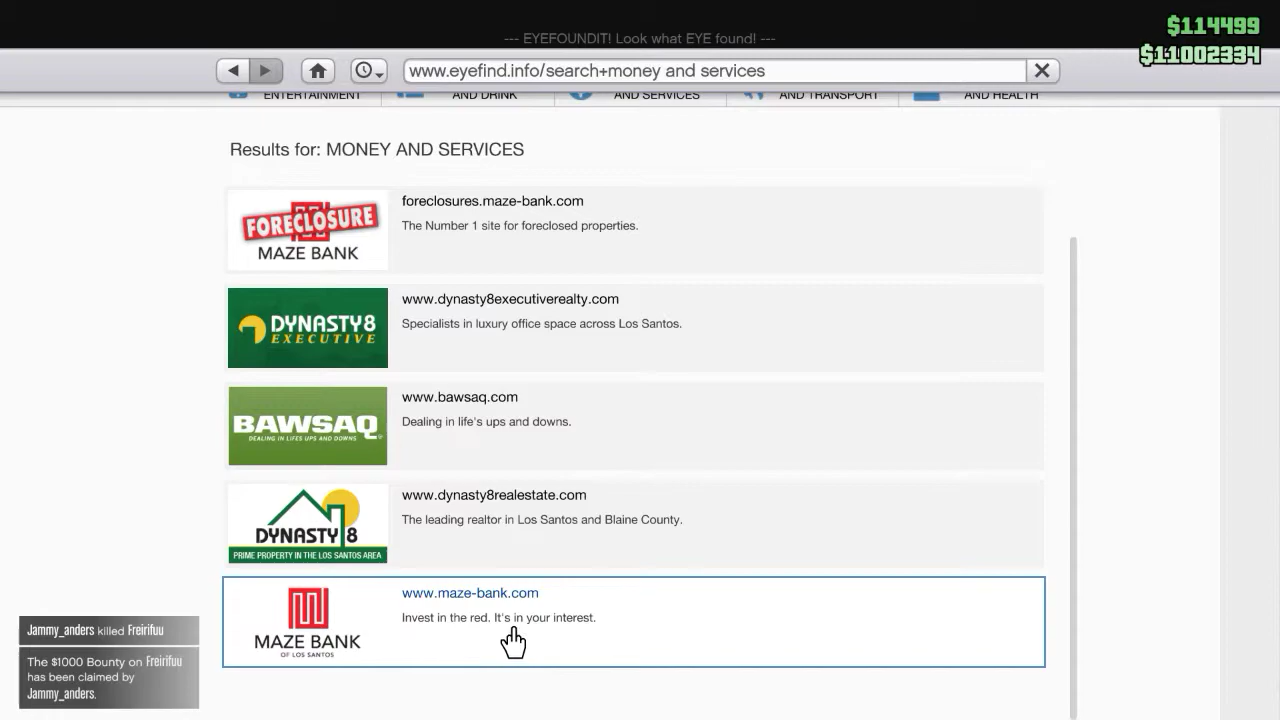 --- EYEFOUNDIT! Look what EYE found! ---
$114499
$11002334
www.eyefind.info/search+money and services
ENTERTAINMENT
AND DRINK
AND SERVICES
AND TRANSPORT
AND HEALTH
Results for: MONEY AND SERVICES
FORECLOSURE
MAZE BANK
foreclosures.maze-bank.com
The Number 1 site for foreclosed properties.
DYNASTY8
EXECUTIVE
www.dynasty8executiverealty.com
Specialists in luxury office space across Los Santos.
BAWSAQ
DEALING IN LIFES UPS AND DOWNS
www.bawsaq.com
Dealing in life's ups and downs.
DYNASTY 8
PRIME PROPERTY IN THE LOS SANTOS AREA
www.dynasty8realestate.com
The leading realtor in Los Santos and Blaine County.
MAZE BANK
OF LOS SANTOS
www.maze-bank.com
Invest in the red. It's in your interest.
Jammy_anders killed Freirifuu
The $1000 Bounty on Freirifuu
has been claimed by
Jammy_anders.